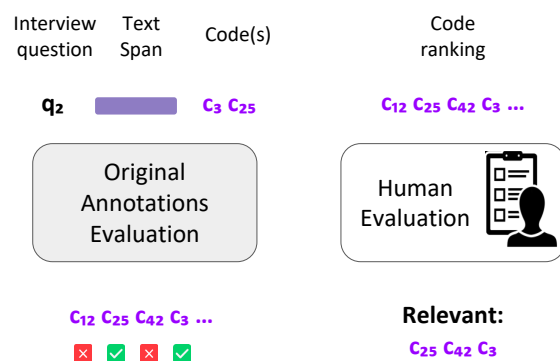 Interview
question
Text
Span
Code(s)
Code
ranking
q₂
C₃ C₂₅
C₁₂ C₂₅ C₄₂ C₃ ...
Original
Annotations
Evaluation
Human
Evaluation
C₁₂ C₂₅ C₄₂ C₃ ...
Relevant:
C₂₅ C₄₂ C₃